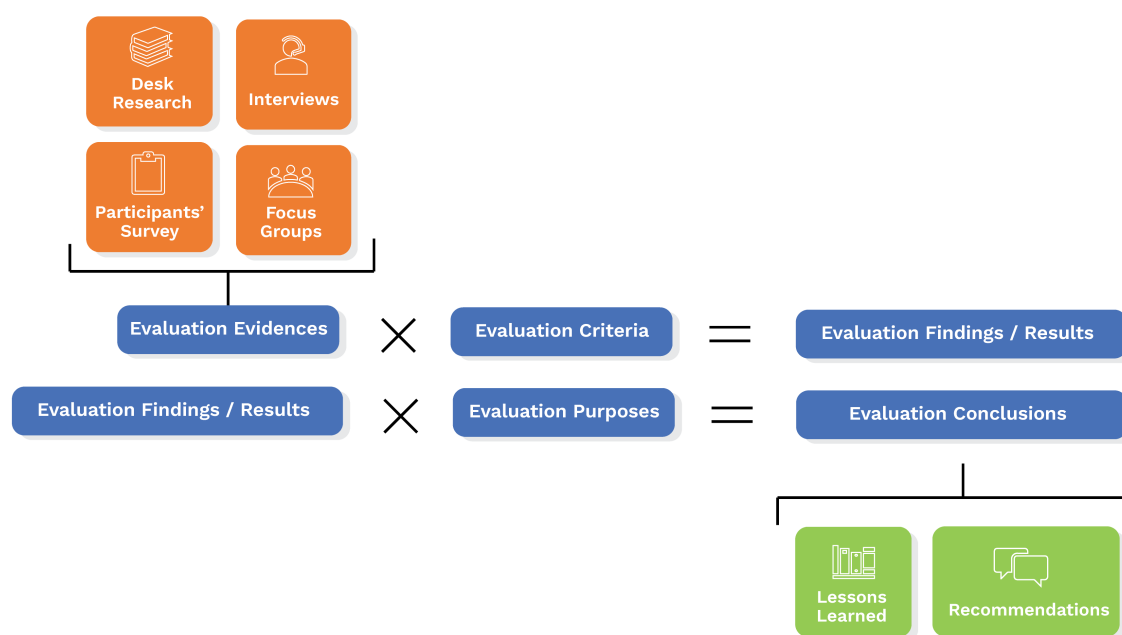 Desk
Research
Interviews
Participants’
Survey
Focus
Groups
Evaluation Evidences
Evaluation Criteria
Evaluation Findings / Results
Evaluation Findings / Results
Evaluation Purposes
Evaluation Conclusions
Lessons
Learned
Recommendations